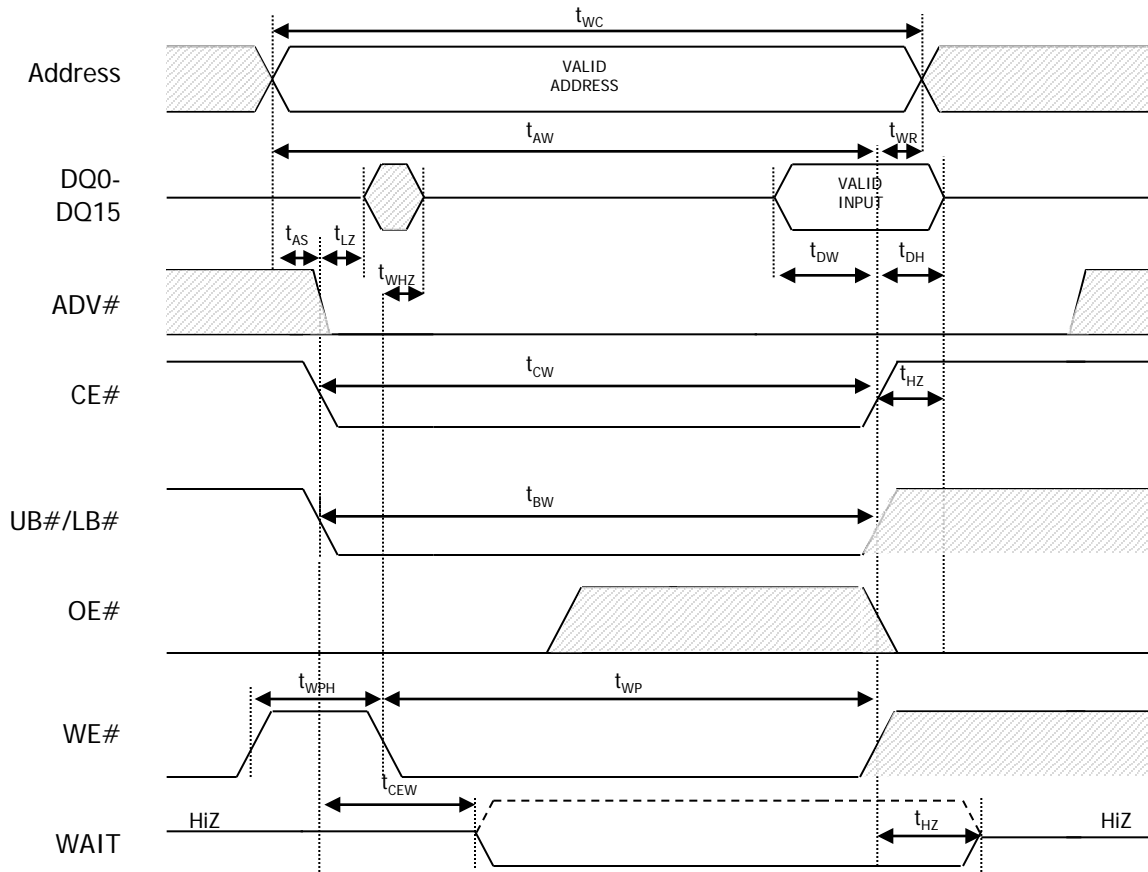 tWC
Address
VALID
ADDRESS
tAW
tWR
DQ0-
DQ15
VALID
INPUT
tAS
tLZ
tWHZ
tDW
tDH
ADV#
tCW
tHZ
CE#
tBW
UB#/LB#
OE#
tWPH
tWP
WE#
tCEW
HiZ
tHZ
HiZ
WAIT